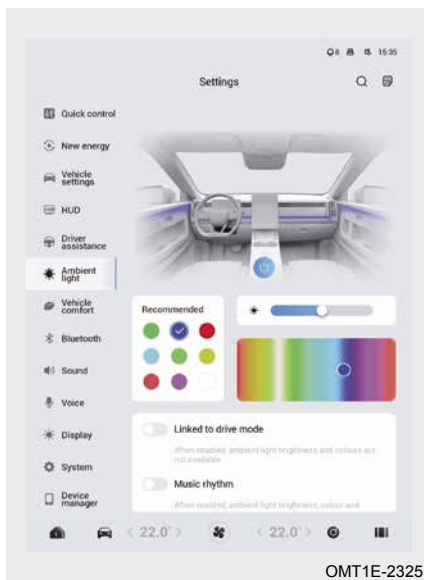 15:35
Settings
Quick control
New energy
Vehicle
settings
HUD
Driver
assistance
Ambient
light
Vehicle
comfort
Bluetooth
Sound
Voice
Display
System
Device
manager
Recommended
Linked to drive mode
When enabled, ambient light brightness and colours are
not available
Music rhythm
When enabled, ambient light brightness, colour and
< 22.0° >
< 22.0° >
OMT1E-2325